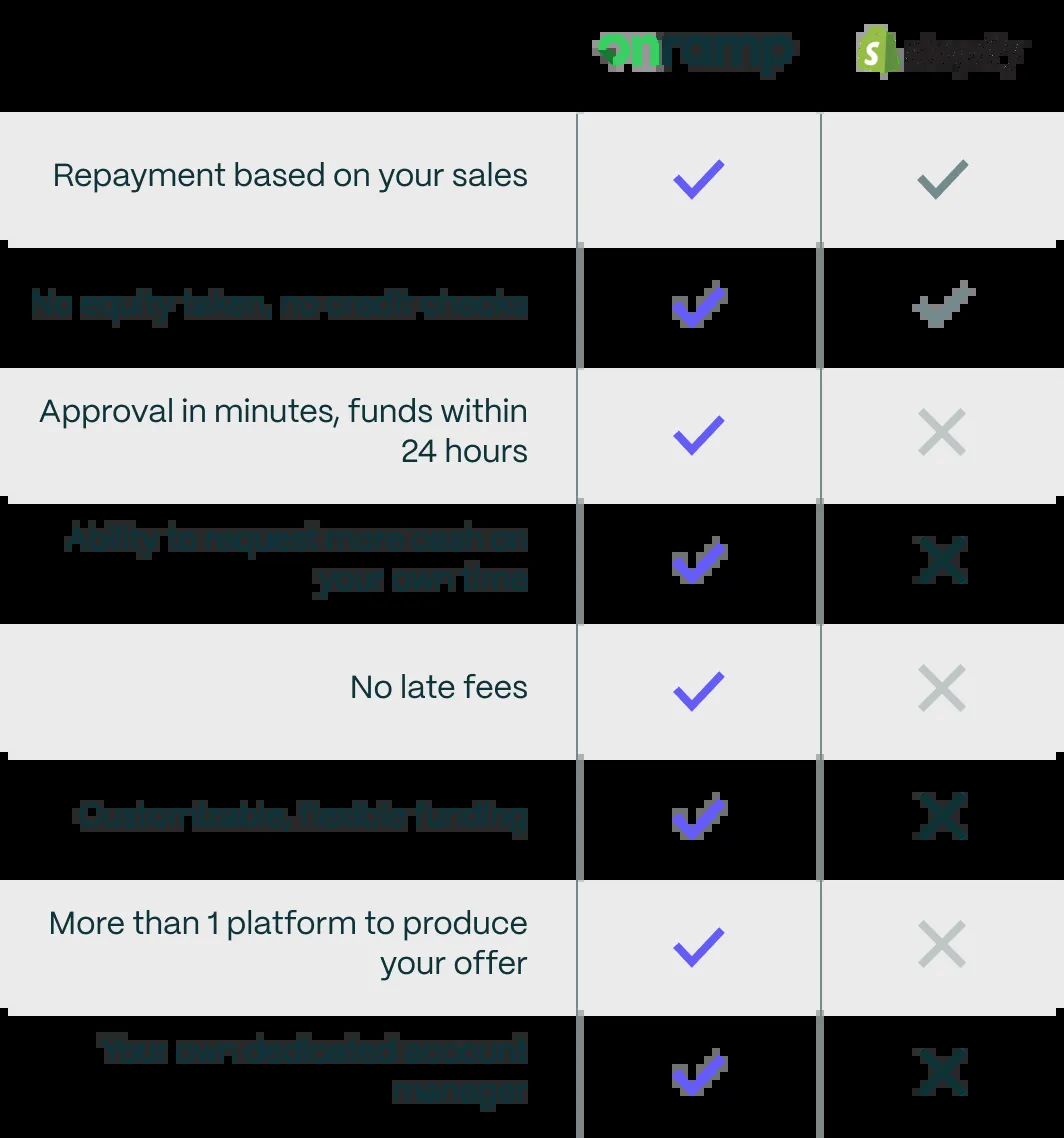 onramp
shopify
Repayment based on your sales
No equity taken, no credit checks
Approval in minutes, funds within
24 hours
Ability to request more cash on
your own time
No late fees
Customizable, flexible funding
More than 1 platform to produce
your offer
Your own dedicated account
manager